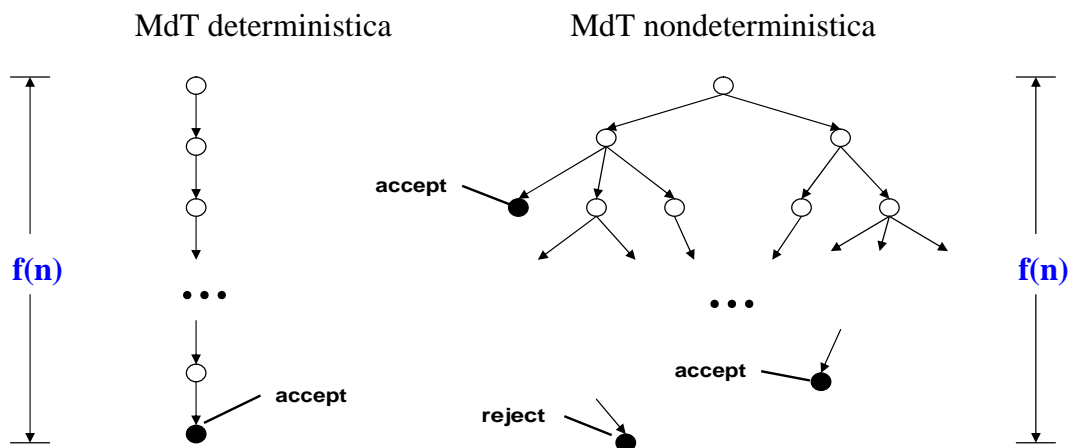 MdT deterministica
MdT nondeterministica
accept
f(n)
f(n)
• • •
• • •
accept
accept
reject